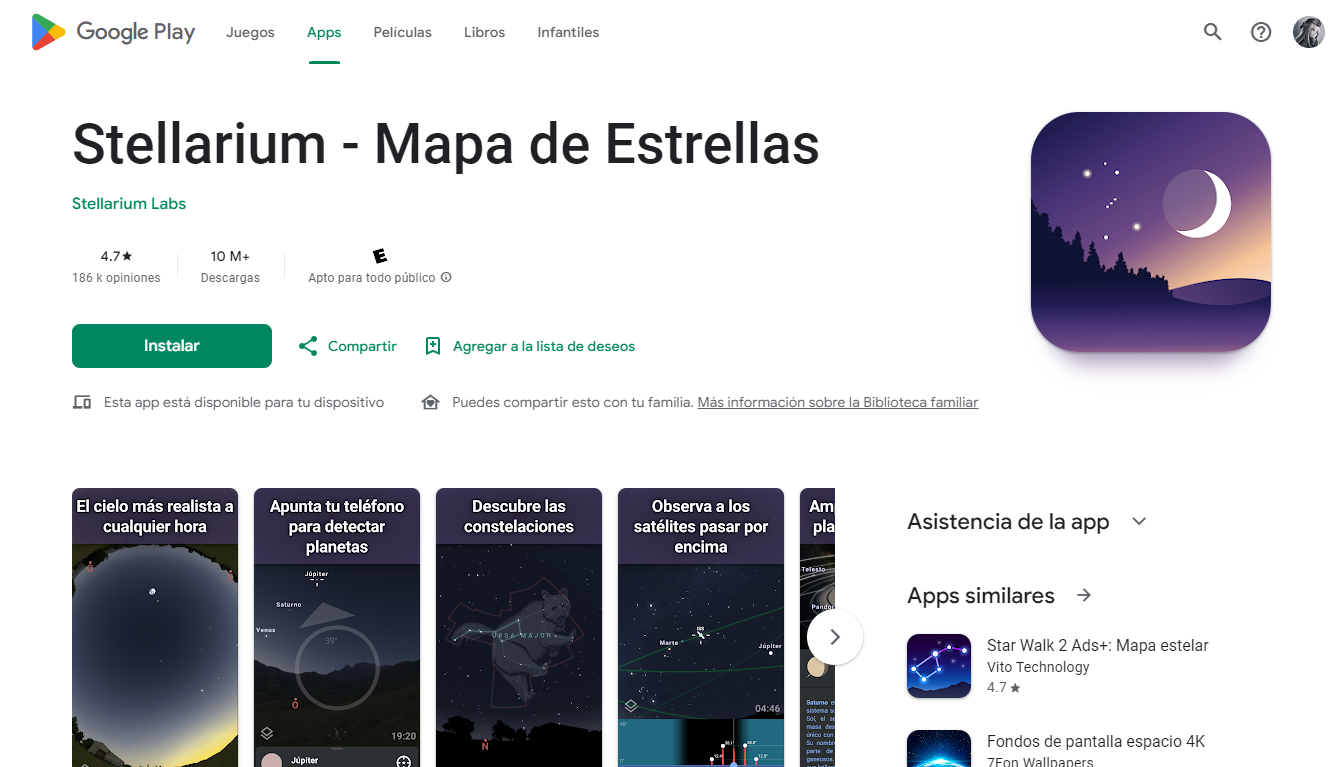 Google Play
Juegos
Apps
Películas
Libros
Infantiles
Stellarium - Mapa de Estrellas
Stellarium Labs
4.7★
186 k opiniones
10 M+
Descargas
E
Apto para todo público
Instalar
Compartir
Agregar a la lista de deseos
Esta app está disponible para tu dispositivo
Puedes compartir esto con tu familia. Más información sobre la Biblioteca familiar
El cielo más realista a
cualquier hora
O
Apunta tu teléfono
para detectar
planetas
Júpiter
Saturno
Venus
39°
O
19:20
Júpiter
Descubre las
constelaciones
URSA MAJOR
N
Observa a los
satélites pasar por
encima
ISS
Marte
Júpiter
04:46
Telesto
Saturno
Asistencia de la app
Apps similares
Star Walk 2 Ads+: Mapa estelar
Vito Technology
4.7★
Fondos de pantalla espacio 4K
7Fon Wallpapers